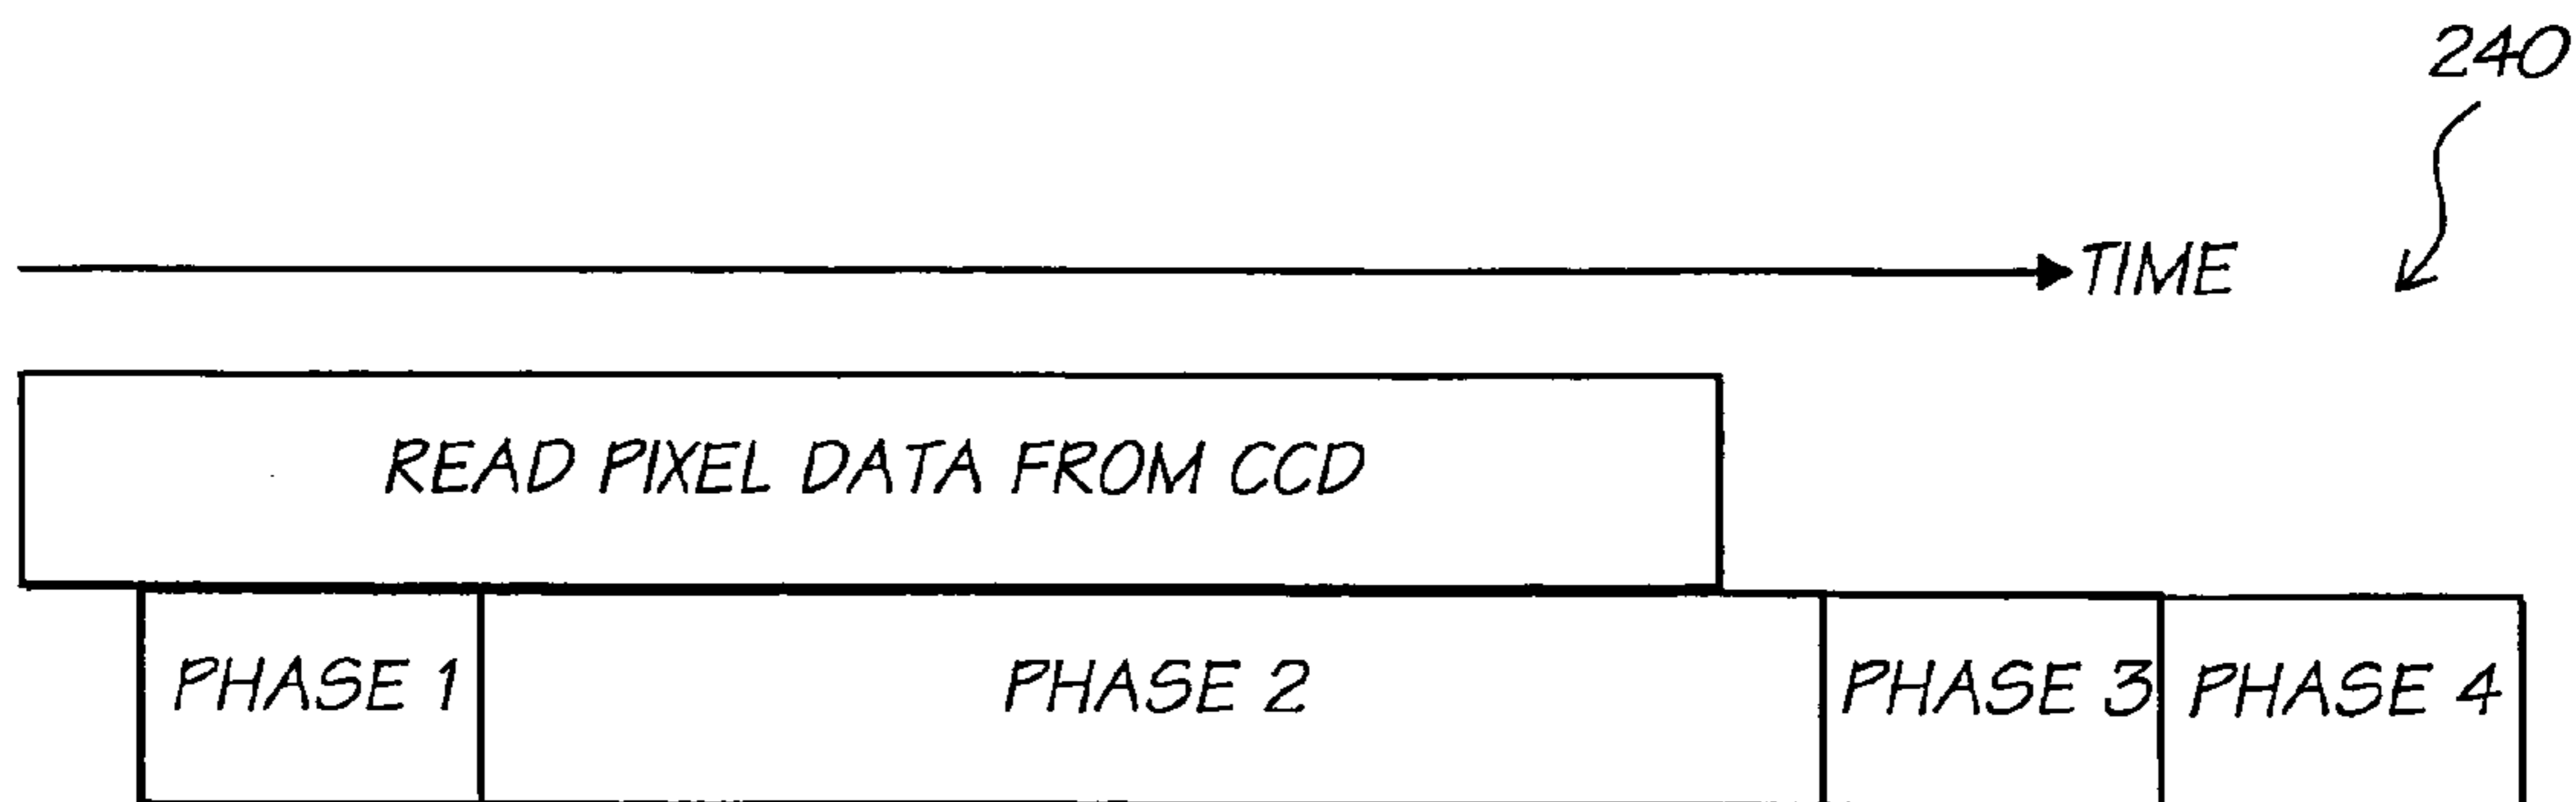 240
TIME
READ PIXEL DATA FROM CCD
PHASE 1 PHASE 2 PHASE 3 PHASE 4